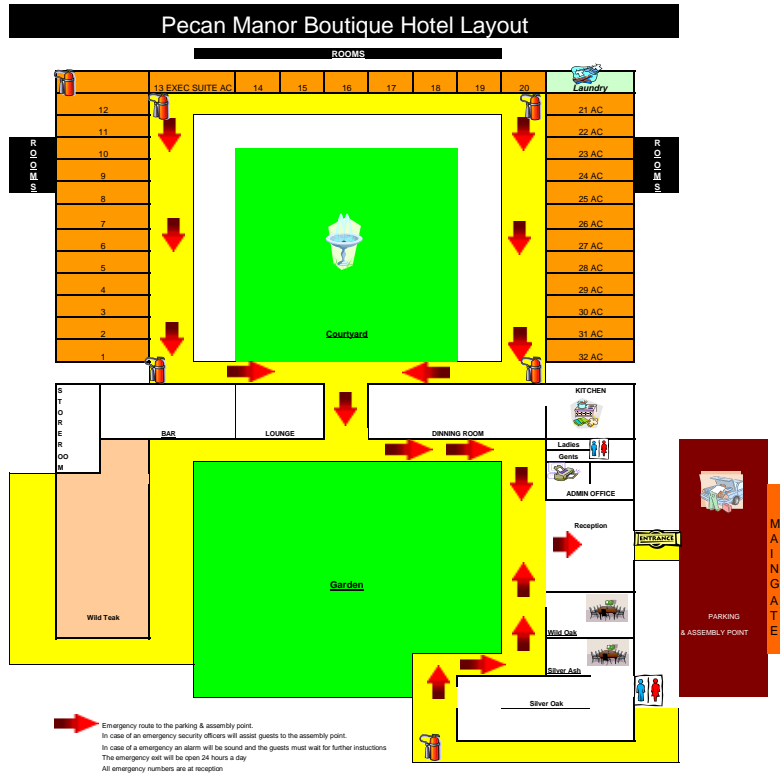 Pecan Manor Boutique Hotel Layout
ROOMS
13 EXEC SUITE AC
14
15
16
17
18
19
20
Laundry
12
11
10
9
8
7
6
5
4
3
2
1
ROOMS
21 AC
22 AC
23 AC
24 AC
25 AC
26 AC
27 AC
28 AC
29 AC
30 AC
31 AC
32 AC
ROOMS
Courtyard
STOREROOM
BAR
LOUNGE
DINNING ROOM
KITCHEN
Ladies
Gents
ADMIN OFFICE
Reception
ENTRANCE
MAINGATE
Garden
Wild Teak
Wild Oak
Silver Ash
Silver Oak
PARKING
& ASSEMBLY POINT
Emergency route to the parking & assembly point.
In case of an emergency security officers will assist guests to the assembly point.
In case of a emergency an alarm will be sound and the guests must wait for further instuctions
The emergency exit will be open 24 hours a day
All emergency numbers are at reception